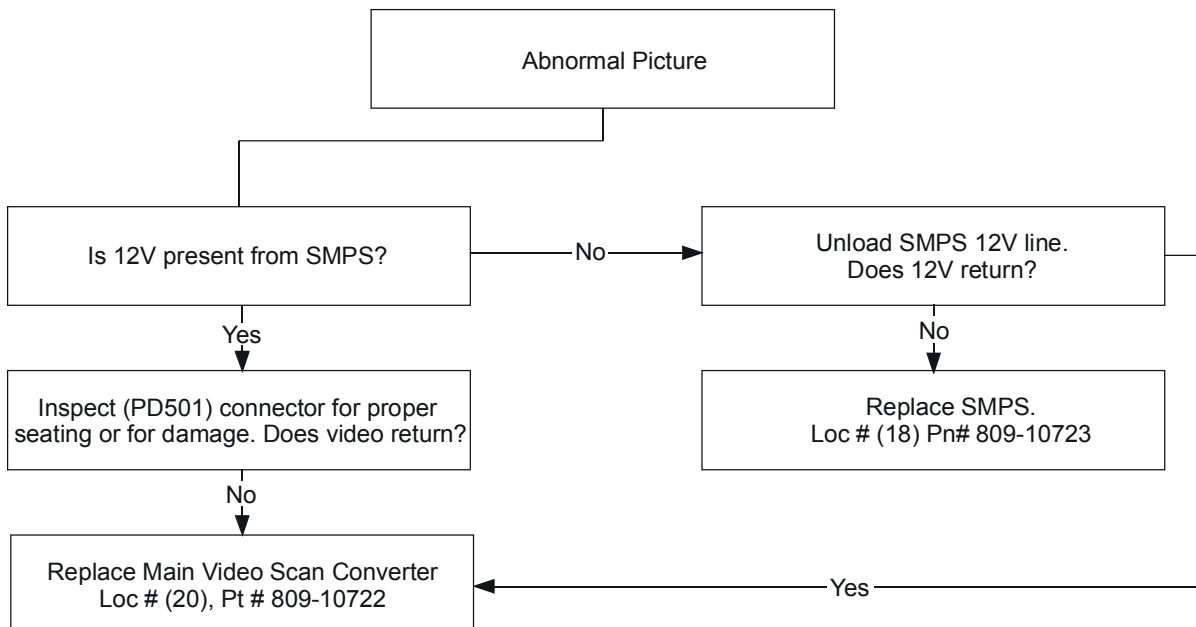 Abnormal Picture
Is 12V present from SMPS?
No
Unload SMPS 12V line.
Does 12V return?
Yes
No
Inspect (PD501) connector for proper
seating or for damage. Does video return?
Replace SMPS.
Loc # (18) Pn# 809-10723
No
Replace Main Video Scan Converter
Loc # (20), Pt # 809-10722
Yes